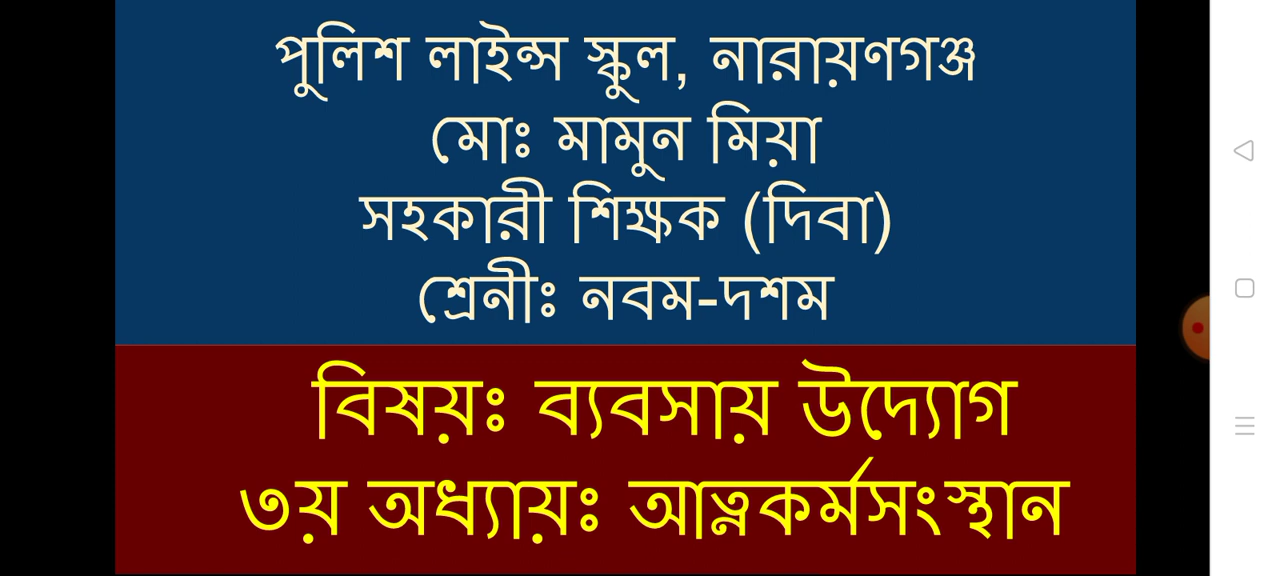 পুলিশ লাইন্স স্কুল, নারায়ণগঞ্জ
মোঃ মামুন মিয়া
সহকারী শিক্ষক (দিবা)
শ্রেনীঃ নবম-দশম
বিষয়ঃ ব্যবসায় উদ্যোগ
৩য় অধ্যায়ঃ আত্নকর্মসংস্থান